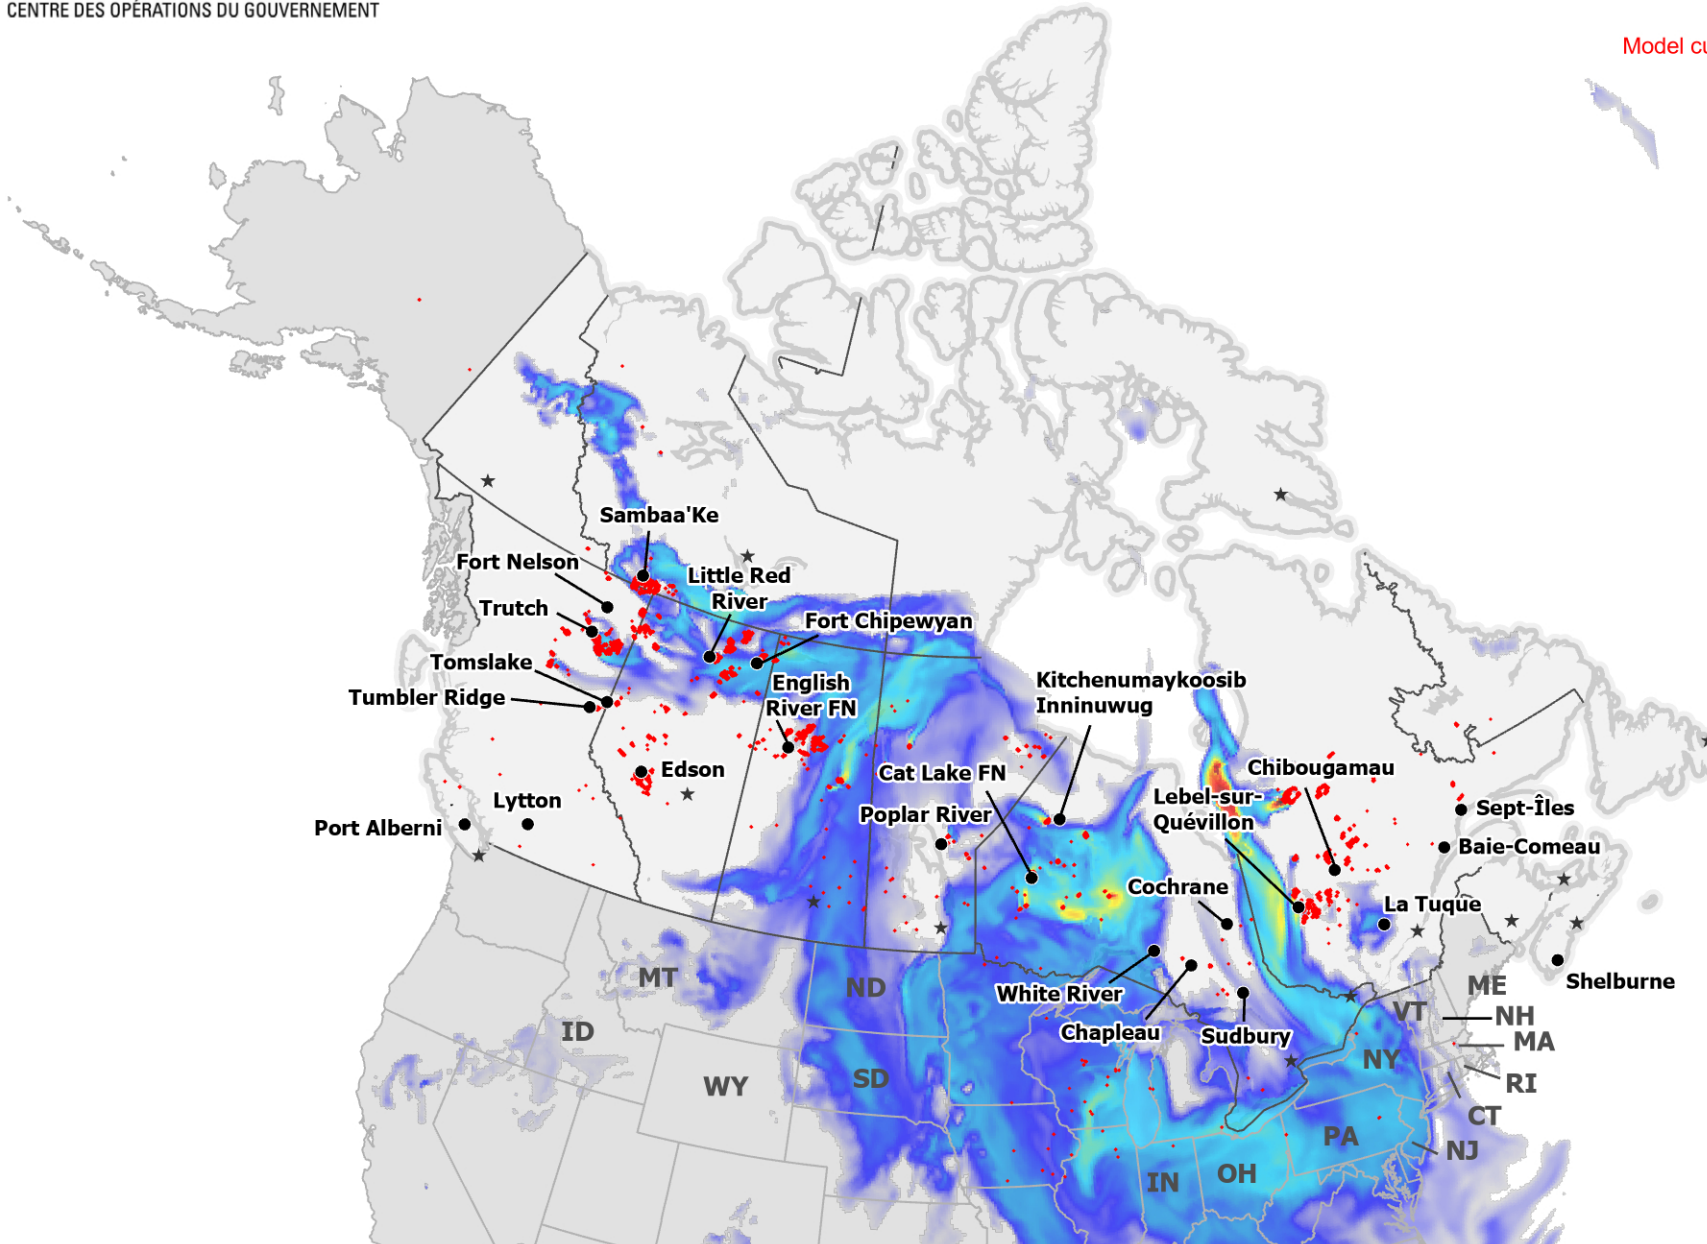 CENTRE DES OPÉRATIONS DU GOUVERNEMENT
Model cu
Sambaa'Ke
Fort Nelson
Little Red
River
Trutch
Fort Chipewyan
Tomslake
Tumbler Ridge
English
River FN
Kitchenumaykoosib
Inninuwug
Edson
Cat Lake FN
Chibougamau
Lytton
Poplar River
Lebel-sur-
Quévillon
Sept-Îles
Port Alberni
Baie-Comeau
Cochrane
La Tuque
White River
Shelburne
Chapleau
Sudbury
MT
ND
ME
VT
NH
ID
MA
NY
WY
SD
RI
CT
PA
NJ
IN
OH